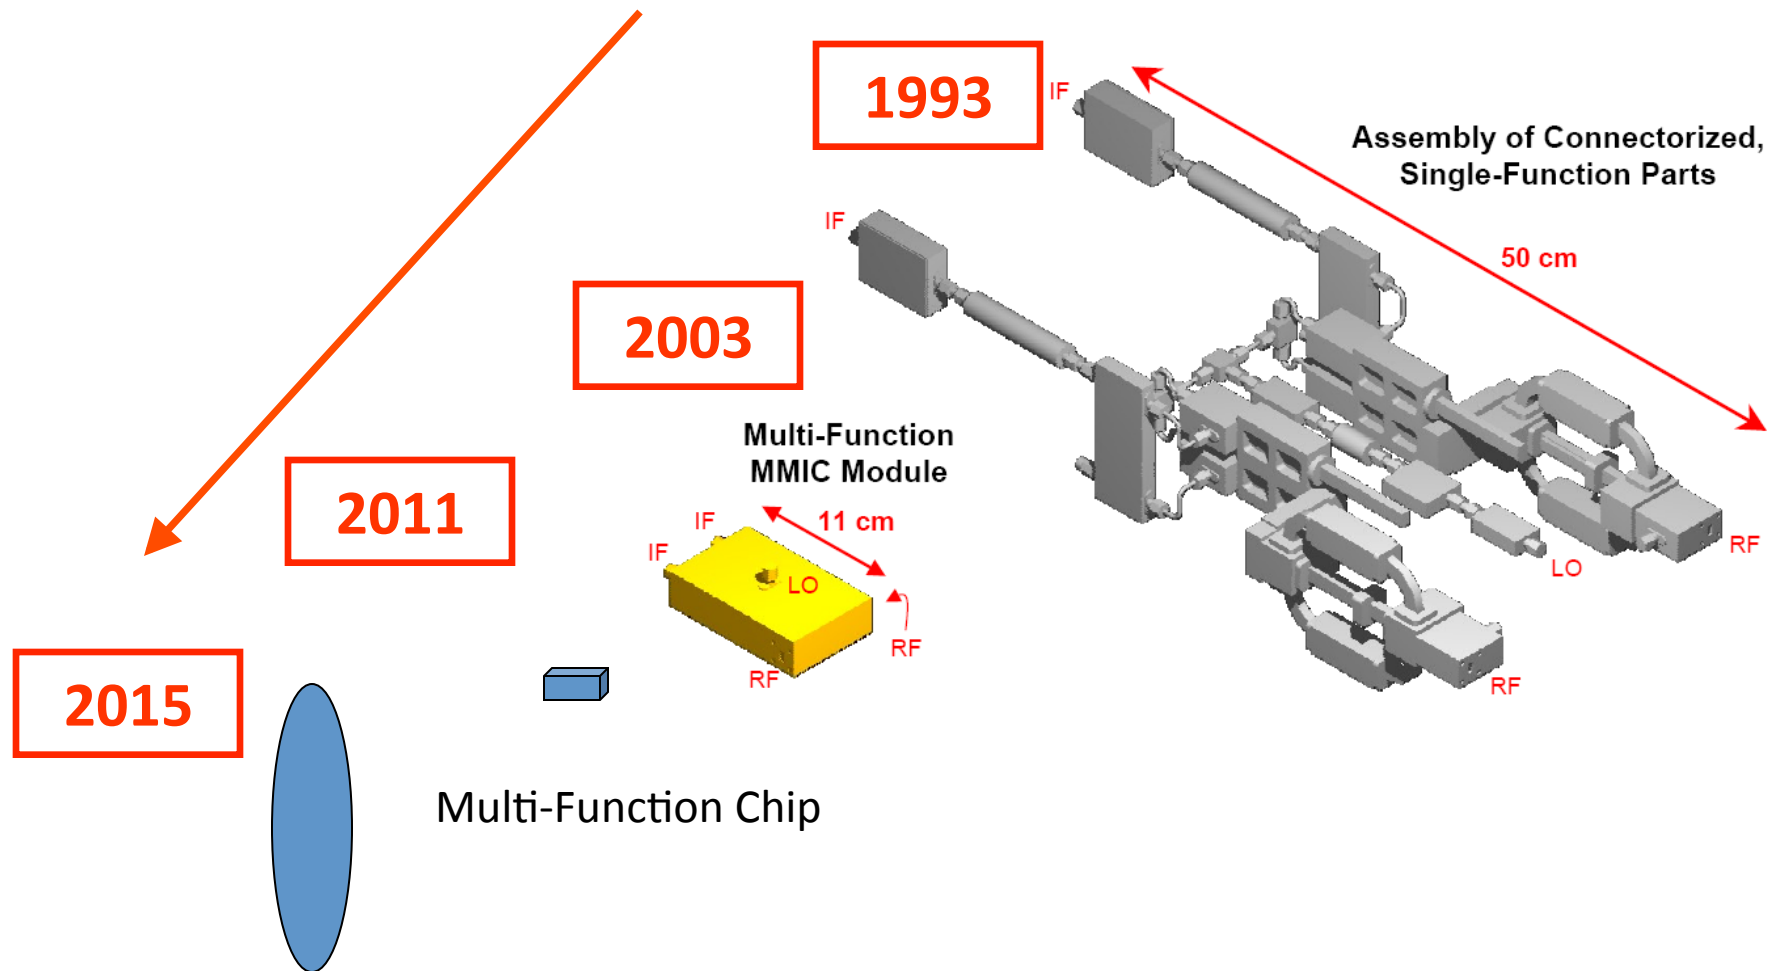 1993
IF
Assembly of Connectorized,
Single-Function Parts
IF
50 cm
2003
Multi-Function
MMIC Module
2011
IF
11 cm
IF
LO
RF
LO
RF
RF
RF
2015
Multi-Function Chip